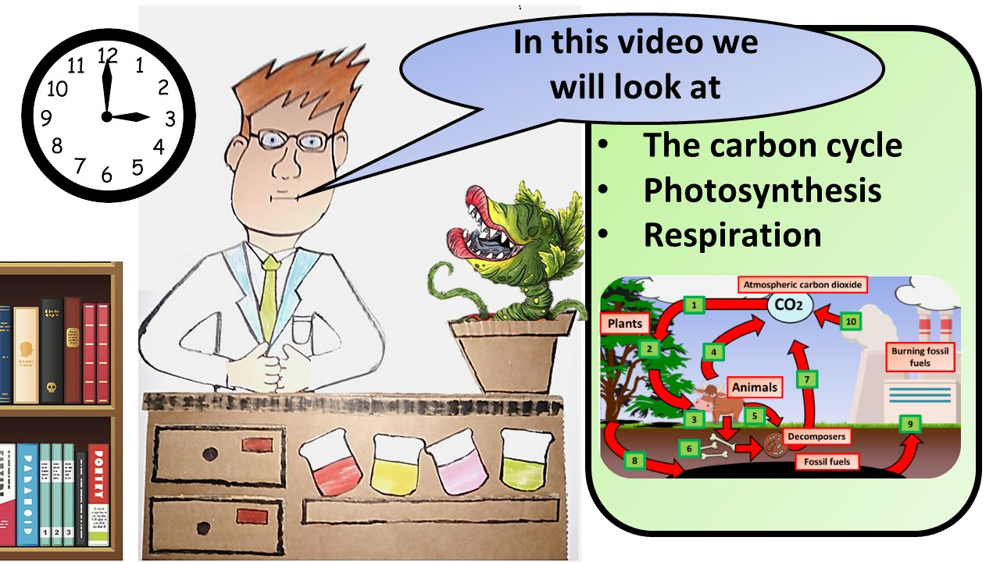 In this video we
will look at
12
1
2
3
4
5
6
7
8
9
10
11
• The carbon cycle
• Photosynthesis
• Respiration
Atmospheric carbon dioxide
CO2
1
10
Plants
2
4
Burning fossil
fuels
7
Animals
3
5
9
Decomposers
6
8
Fossil fuels
PARANOID
1 2 3
POETRY